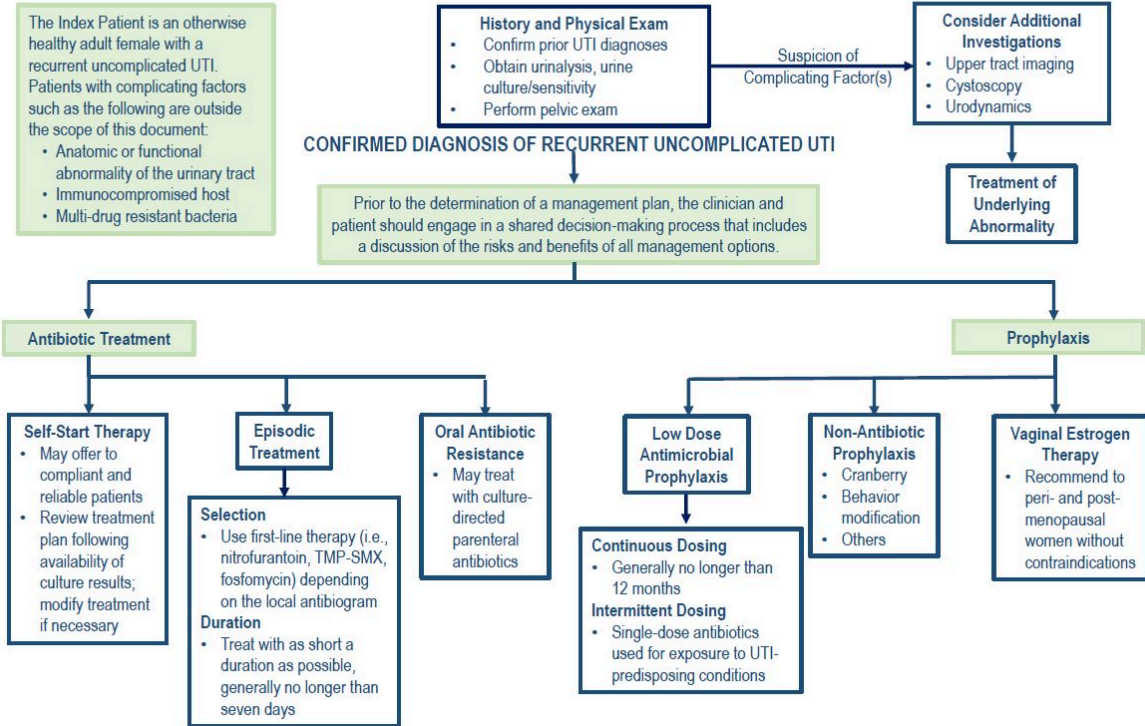 The Index Patient is an otherwise
healthy adult female with a
recurrent uncomplicated UTI.
Patients with complicating factors
such as the following are outside
the scope of this document:
• Anatomic or functional
abnormality of the urinary tract
• Immunocompromised host
• Multi-drug resistant bacteria
History and Physical Exam
• Confirm prior UTI diagnoses
• Obtain urinalysis, urine
culture/sensitivity
• Perform pelvic exam
Suspicion of
Complicating Factor(s)
Consider Additional
Investigations
• Upper tract imaging
• Cystoscopy
• Urodynamics
Treatment of
Underlying
Abnormality
CONFIRMED DIAGNOSIS OF RECURRENT UNCOMPLICATED UTI
Prior to the determination of a management plan, the clinician and
patient should engage in a shared decision-making process that includes
a discussion of the risks and benefits of all management options.
Antibiotic Treatment
Prophylaxis
Self-Start Therapy
• May offer to
compliant and
reliable patients
• Review treatment
plan following
availability of
culture results;
modify treatment
if necessary
Episodic
Treatment
Selection
• Use first-line therapy (i.e.,
nitrofurantoin, TMP-SMX,
fosfomycin) depending
on the local antibiogram
Duration
• Treat with as short a
duration as possible,
generally no longer than
seven days
Oral Antibiotic
Resistance
• May treat
with culture-
directed
parenteral
antibiotics
Low Dose
Antimicrobial
Prophylaxis
Continuous Dosing
• Generally no longer than
12 months
Intermittent Dosing
• Single-dose antibiotics
used for exposure to UTI-
predisposing conditions
Non-Antibiotic
Prophylaxis
• Cranberry
• Behavior
modification
• Others
Vaginal Estrogen
Therapy
• Recommend to
peri- and post-
menopausal
women without
contraindications